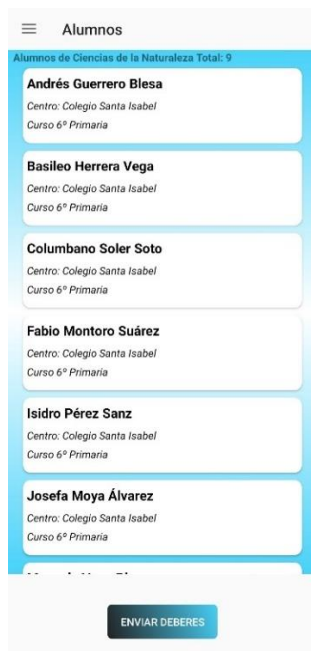 Alumnos
Alumnos de Ciencias de la Naturaleza Total: 9
Andrés Guerrero Blesa
Centro: Colegio Santa Isabel
Curso 6º Primaria
Basileo Herrera Vega
Centro: Colegio Santa Isabel
Curso 6º Primaria
Columbano Soler Soto
Centro: Colegio Santa Isabel
Curso 6º Primaria
Fabio Montoro Suárez
Centro: Colegio Santa Isabel
Curso 6º Primaria
Isidro Pérez Sanz
Centro: Colegio Santa Isabel
Curso 6º Primaria
Josefa Moya Álvarez
Centro: Colegio Santa Isabel
Curso 6º Primaria
ENVIAR DEBERES